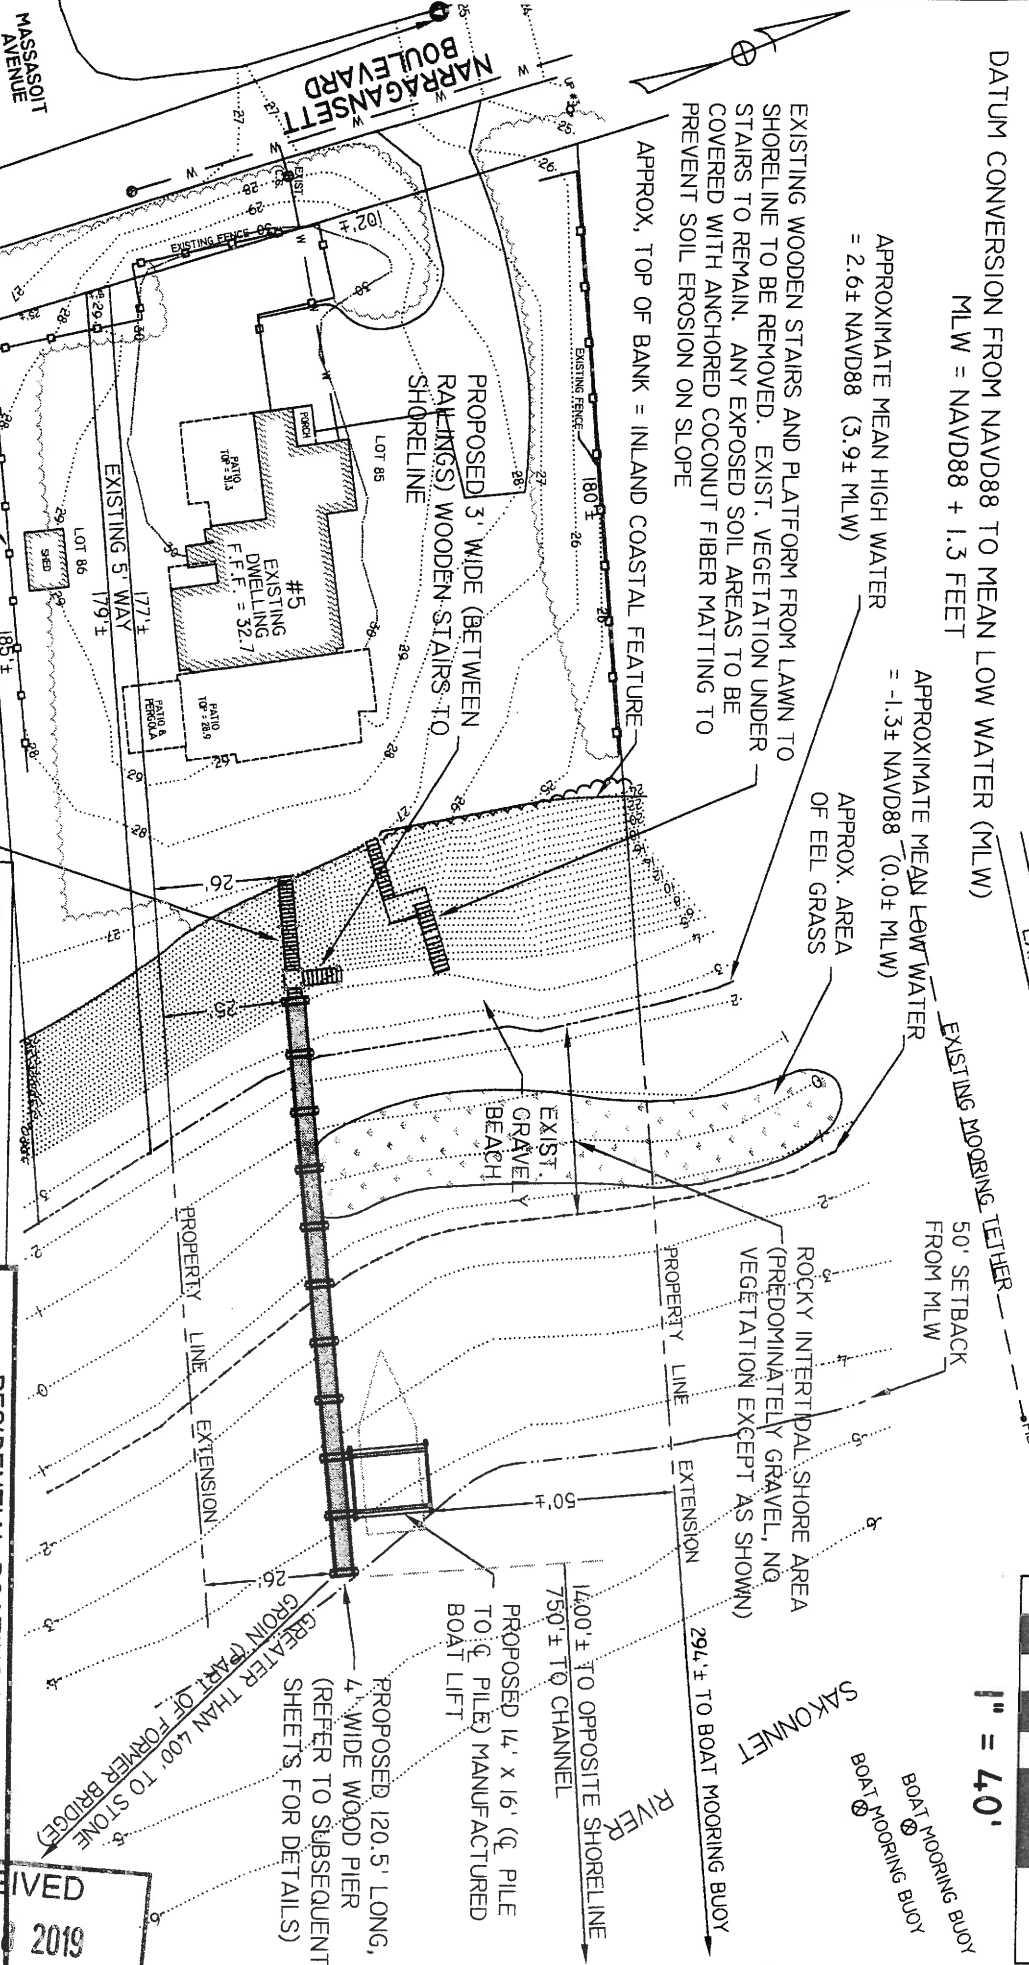 DATUM CONVERSION FROM NAVD88 TO MEAN LOW WATER (MLW)
MLW = NAVD88 + 1.3 FEET
APPROXIMATE MEAN HIGH WATER
= 2.6± NAVD88 (3.9± MLW)
APPROXIMATE MEAN LOW WATER
= -1.3± NAVD88 (0.0± MLW)
EXISTING WOODEN STAIRS AND PLATFORM FROM LAWN TO
SHORELINE TO BE REMOVED. EXIST. VEGETATION UNDER
STAIRS TO REMAIN. ANY EXPOSED SOIL AREAS TO BE
COVERED WITH ANCHORED COCONUT FIBER MATTING TO
PREVENT SOIL EROSION ON SLOPE
APPROX. TOP OF BANK = INLAND COASTAL FEATURE
APPROX. AREA
OF EEL GRASS
EXISTING MOORING TETHER
50' SETBACK
FROM MLW
1" = 40'
BOAT MOORING BUOY
BOAT MOORING BUOY
SAKONNET
RIVER
ROCKY INTERTIDAL SHORE AREA
(PREDOMINATELY GRAVEL, NO
VEGETATION EXCEPT AS SHOWN)
294'± TO BOAT MOORING BUOY
PROPERTY LINE EXTENSION
1400'± TO OPPOSITE SHORELINE
750'± TO CHANNEL
PROPOSED 14' X 16' (℄ PILE
TO ℄ PILE) MANUFACTURED
BOAT LIFT
PROPOSED 120.5' LONG,
4' WIDE WOOD PIER
(REFER TO SUBSEQUENT
SHEETS FOR DETAILS)
GREATER THAN 400' TO STONE
GROIN (PART OF FORMER BRIDGE)
EXIST.
GRAVELY
BEACH
PROPOSED 3' WIDE (BETWEEN
RAILINGS) WOODEN STAIRS TO
SHORELINE
PROPERTY LINE EXTENSION
50'±
26'
25'
26'
NARRAGANSETT
BOULEVARD
MASSASOIT
AVENUE
EXISTING FENCE
180'±
EXISTING FENCE
102'±
LOT 85
PORCH
PATIO
TOP = 31.3
#5
EXISTING
DWELLING
F.F.F. = 32.7
PATIO
TOP = 28.9
PATIO &
PERGOLA
EXISTING 5' WAY
177'±
179'±
LOT 86
SHED
185'±
IVED
2019